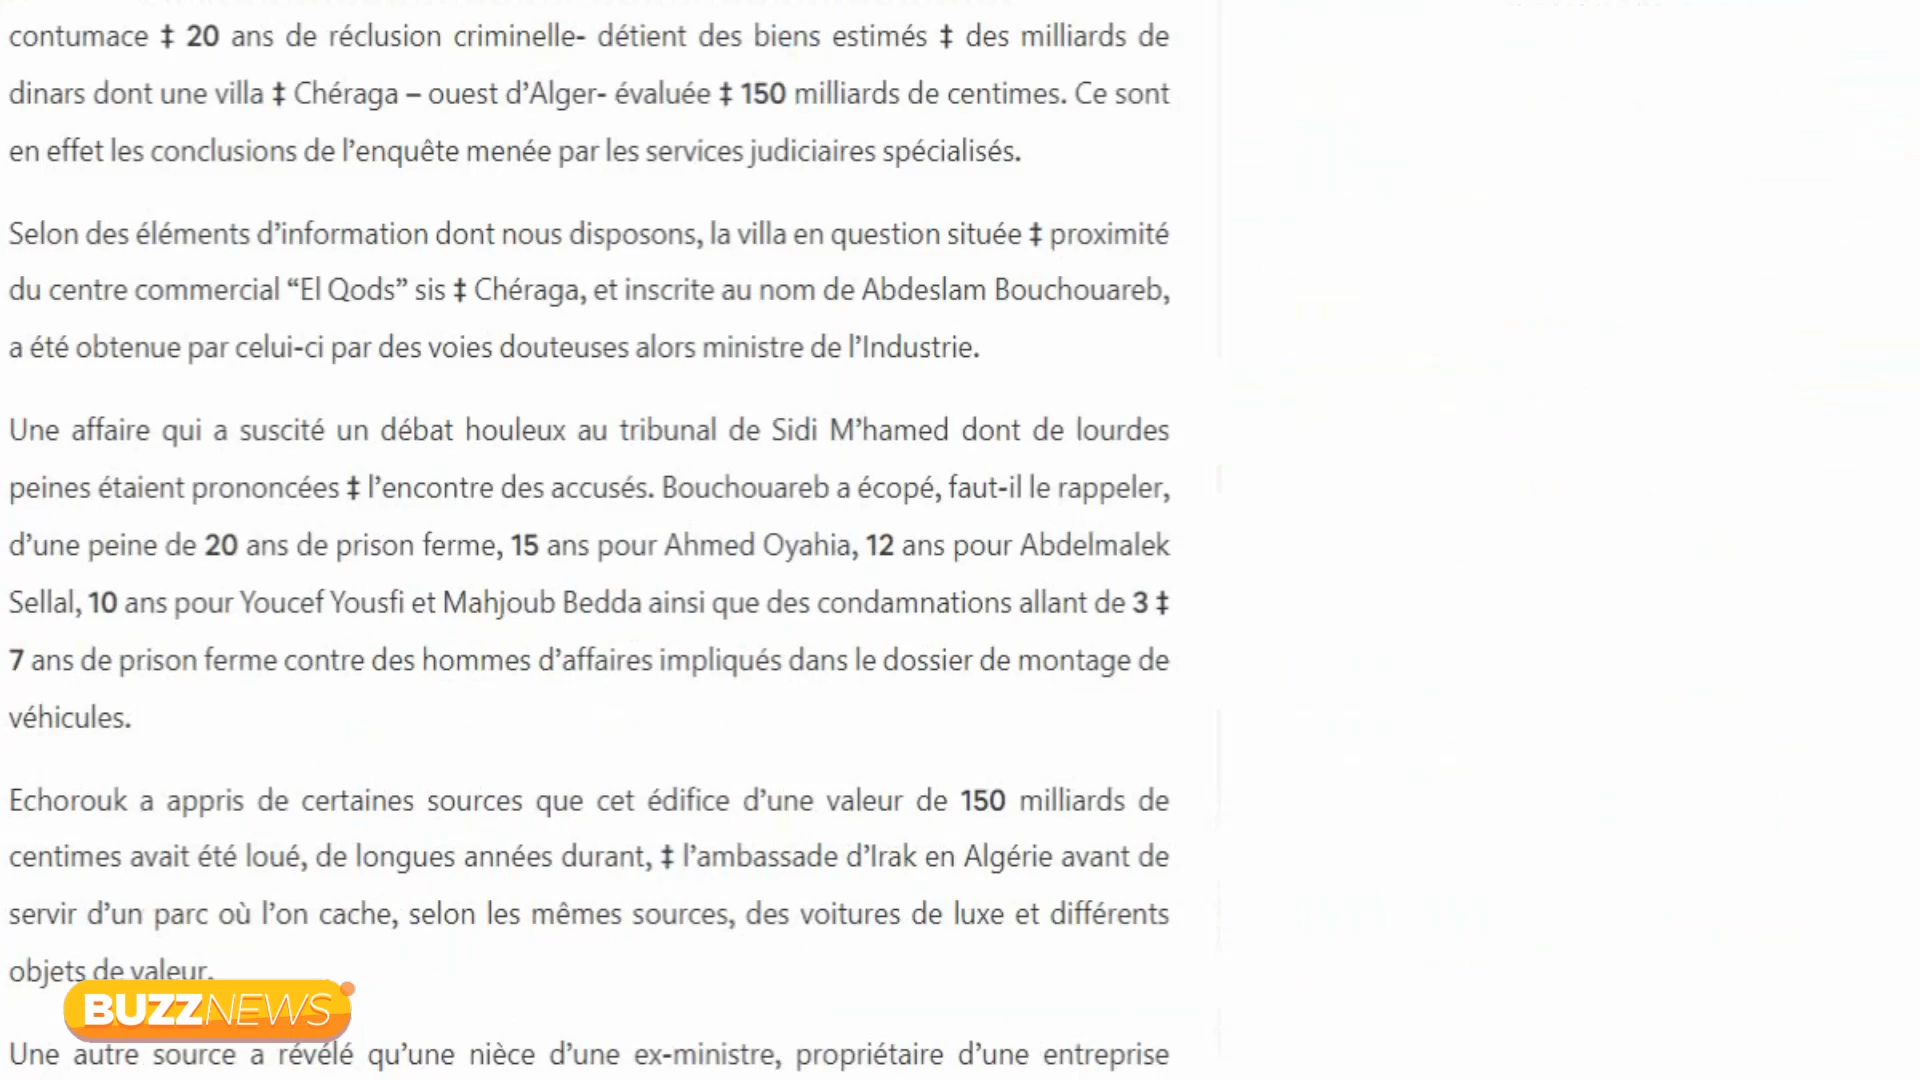 contumace ‡ 20 ans de réclusion criminelle- détient des biens estimés ‡ des milliards de
dinars dont une villa ‡ Chéraga – ouest d’Alger- évaluée ‡ 150 milliards de centimes. Ce sont
en effet les conclusions de l’enquête menée par les services judiciaires spécialisés.
Selon des éléments d’information dont nous disposons, la villa en question située ‡ proximité
du centre commercial “El Qods” sis ‡ Chéraga, et inscrite au nom de Abdeslam Bouchouareb,
a été obtenue par celui-ci par des voies douteuses alors ministre de l’Industrie.
Une affaire qui a suscité un débat houleux au tribunal de Sidi M’hamed dont de lourdes
peines étaient prononcées ‡ l’encontre des accusés. Bouchouareb a écopé, faut-il le rappeler,
d’une peine de 20 ans de prison ferme, 15 ans pour Ahmed Oyahia, 12 ans pour Abdelmalek
Sellal, 10 ans pour Youcef Yousfi et Mahjoub Bedda ainsi que des condamnations allant de 3 ‡
7 ans de prison ferme contre des hommes d’affaires impliqués dans le dossier de montage de
véhicules.
Echorouk a appris de certaines sources que cet édifice d’une valeur de 150 milliards de
centimes avait été loué, de longues années durant, ‡ l’ambassade d’Irak en Algérie avant de
servir d’un parc où l’on cache, selon les mêmes sources, des voitures de luxe et différents
objets de valeur.
BUZZNEWS
Une autre source a révélé qu’une nièce d’une ex-ministre, propriétaire d’une entreprise